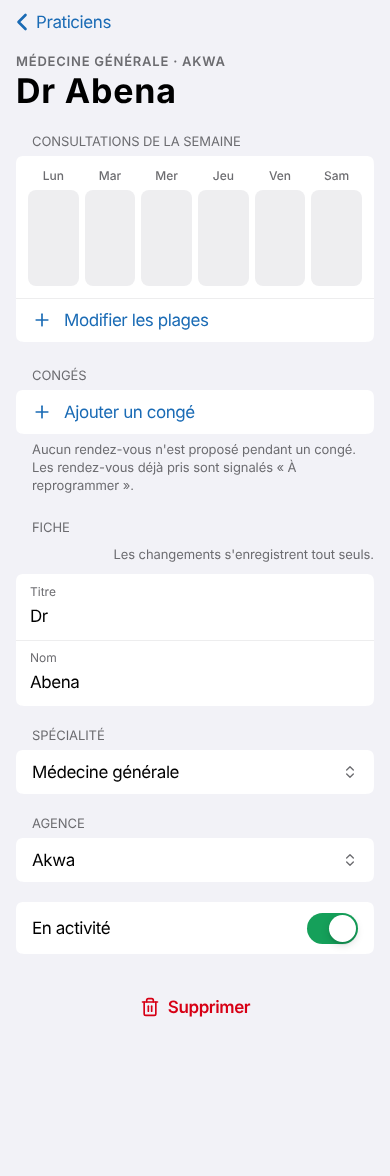 Praticiens
MÉDECINE GÉNÉRALE · AKWA
Dr Abena
CONSULTATIONS DE LA SEMAINE
Lun Mar Mer Jeu Ven Sam
Modifier les plages
CONGÉS
Ajouter un congé
Aucun rendez-vous n'est proposé pendant un congé.
Les rendez-vous déjà pris sont signalés « À
reprogrammer ».
FICHE
Les changements s'enregistrent tout seuls.
Titre
Dr
Nom
Abena
SPÉCIALITÉ
Médecine générale
AGENCE
Akwa
En activité
Supprimer